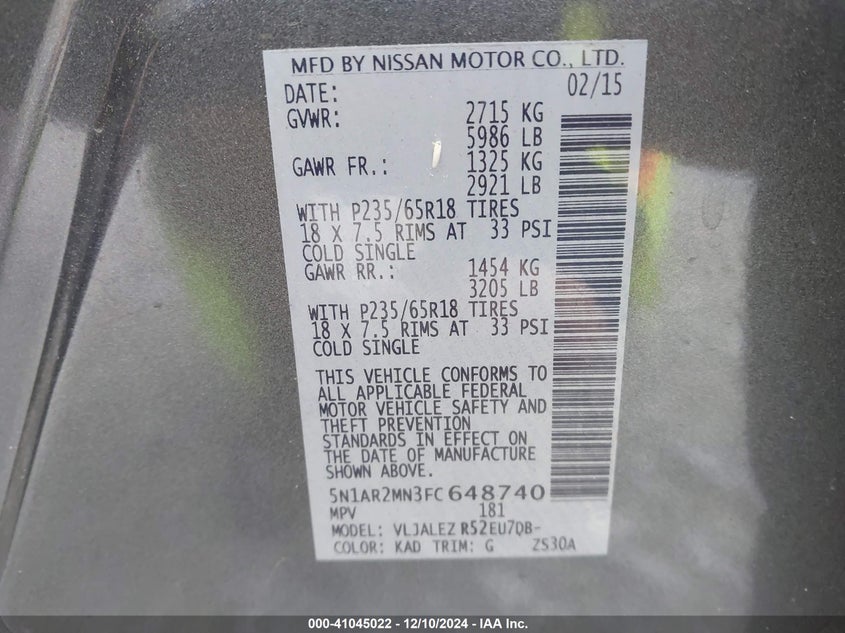 MFD BY NISSAN MOTOR CO., LTD.
DATE: 02/15
GVWR: 2715 KG
5986 LB
GAWR FR.: 1325 KG
2921 LB
WITH P235/65R18 TIRES
18 X 7.5 RIMS AT 33 PSI
COLD SINGLE
GAWR RR.: 1454 KG
3205 LB
WITH P235/65R18 TIRES
18 X 7.5 RIMS AT 33 PSI
COLD SINGLE
THIS VEHICLE CONFORMS TO
ALL APPLICABLE FEDERAL
MOTOR VEHICLE SAFETY AND
THEFT PREVENTION
STANDARDS IN EFFECT ON
THE DATE OF MANUFACTURE
SHOWN ABOVE.
5N1AR2MN3FC648740
MPV 181
MODEL: VLJALEZ R52EU7QB-
COLOR: KAD TRIM: G ZS30A
000-41045022 - 12/10/2024 - IAA Inc.